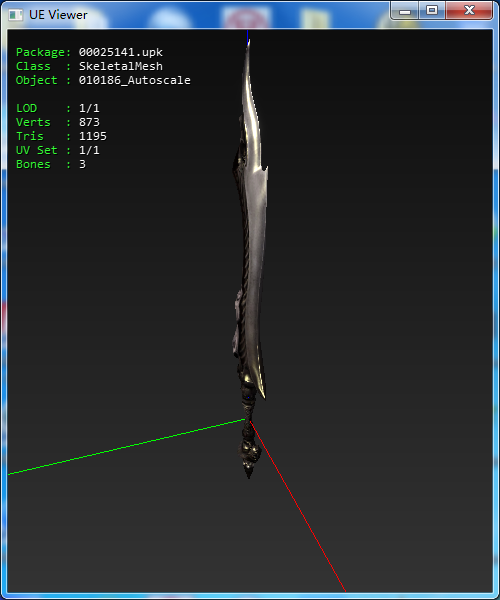 UE Viewer
Package: 00025141.upk
Class : SkeletalMesh
Object : 010186_Autoscale
LOD : 1/1
Verts : 873
Tris : 1195
UV Set : 1/1
Bones : 3